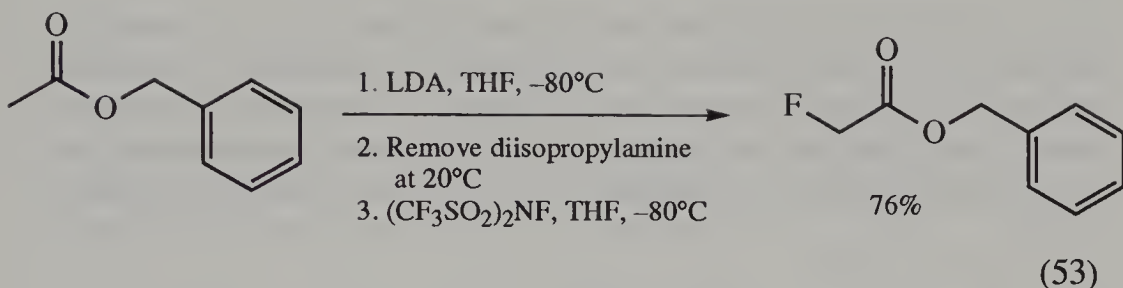 O
O
1. LDA, THF, –80°C
2. Remove diisopropylamine
at 20°C
3. (CF₃SO₂)₂NF, THF, –80°C
O
F
O
76%
(53)